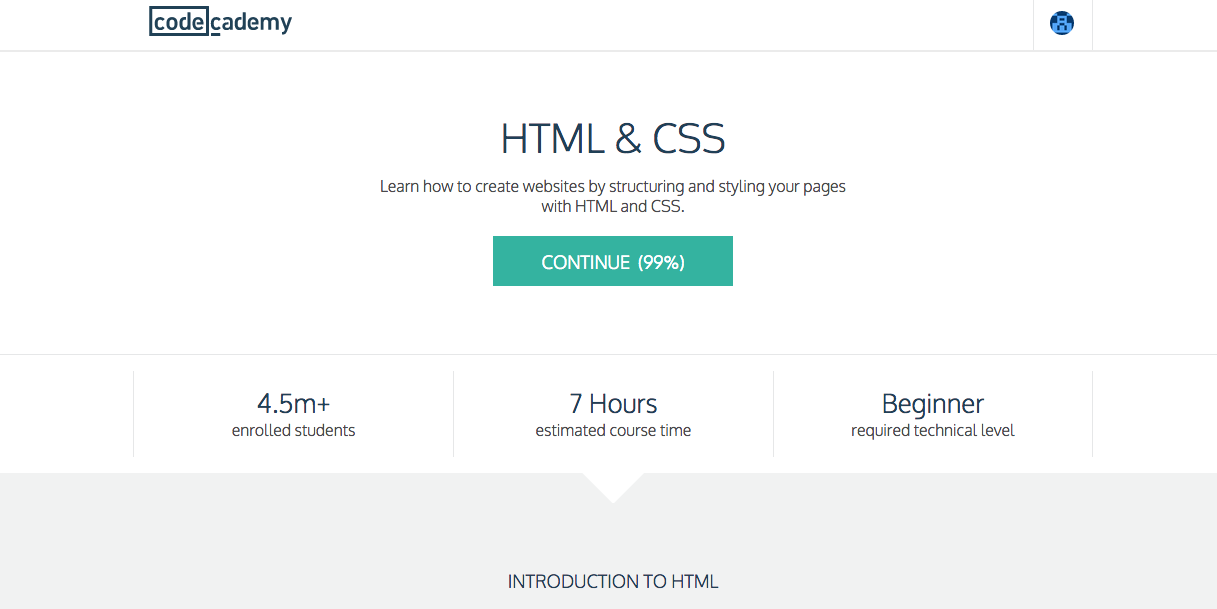 codecademy
HTML & CSS
Learn how to create websites by structuring and styling your pages
with HTML and CSS.
CONTINUE (99%)
4.5m+
enrolled students
7 Hours
estimated course time
Beginner
required technical level
INTRODUCTION TO HTML